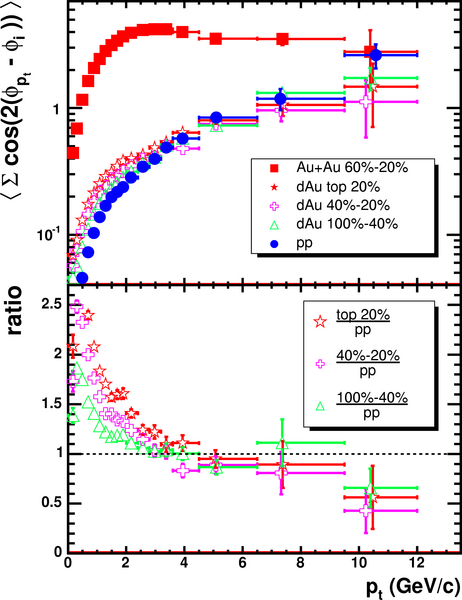 ⟨ Σ cos(2(ϕpt - ϕi )) ⟩
1
10-1
Au+Au 60%-20%
dAu top 20%
dAu 40%-20%
dAu 100%-40%
pp
ratio
2.5
2
1.5
1
0.5
0
top 20%
pp
40%-20%
pp
100%-40%
pp
0 2 4 6 8 10 12
pt (GeV/c)